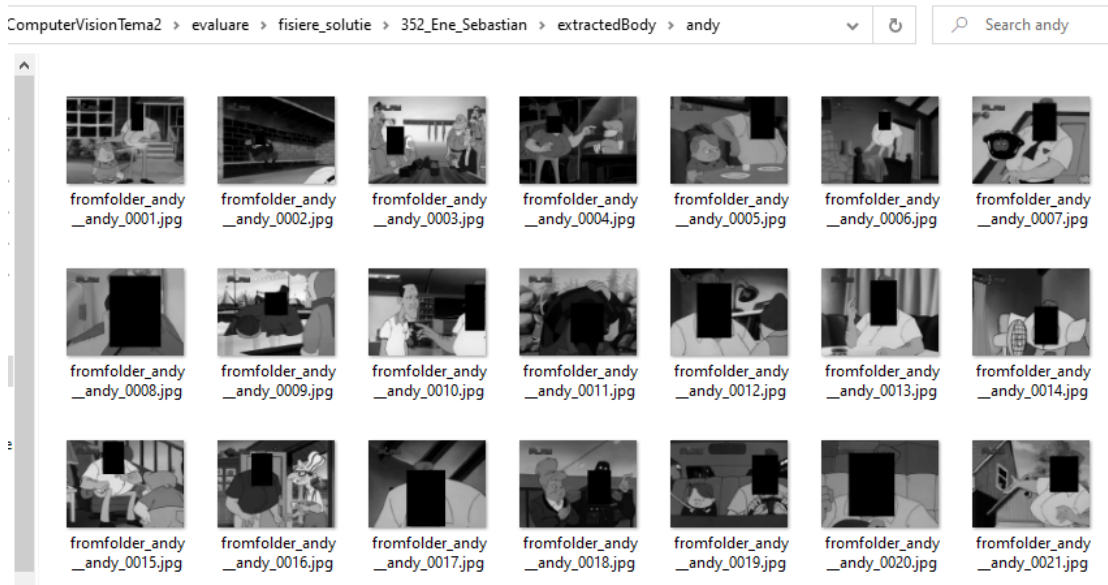 ComputerVisionTema2 > evaluare > fisiere_solutie > 352_Ene_Sebastian > extractedBody > andy
Search andy
fromfolder_andy
__andy_0001.jpg
fromfolder_andy
__andy_0002.jpg
fromfolder_andy
__andy_0003.jpg
fromfolder_andy
__andy_0004.jpg
fromfolder_andy
__andy_0005.jpg
fromfolder_andy
__andy_0006.jpg
fromfolder_andy
__andy_0007.jpg
fromfolder_andy
__andy_0008.jpg
fromfolder_andy
__andy_0009.jpg
fromfolder_andy
__andy_0010.jpg
fromfolder_andy
__andy_0011.jpg
fromfolder_andy
__andy_0012.jpg
fromfolder_andy
__andy_0013.jpg
fromfolder_andy
__andy_0014.jpg
fromfolder_andy
__andy_0015.jpg
fromfolder_andy
__andy_0016.jpg
fromfolder_andy
__andy_0017.jpg
fromfolder_andy
__andy_0018.jpg
fromfolder_andy
__andy_0019.jpg
fromfolder_andy
__andy_0020.jpg
fromfolder_andy
__andy_0021.jpg